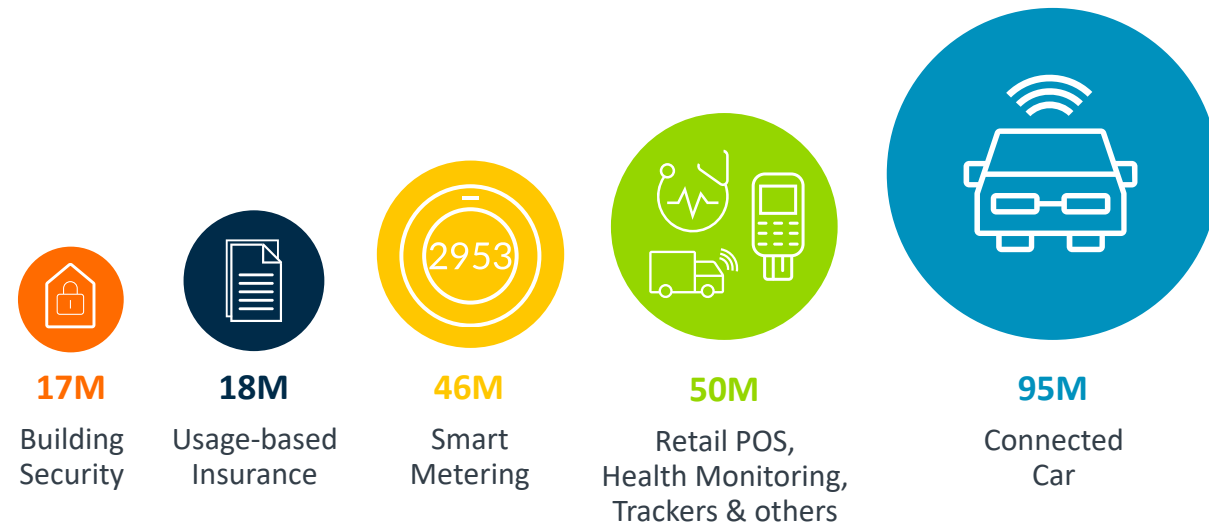 2953
17M
Building
Security
18M
Usage-based
Insurance
46M
Smart
Metering
50M
Retail POS,
Health Monitoring,
Trackers & others
95M
Connected
Car